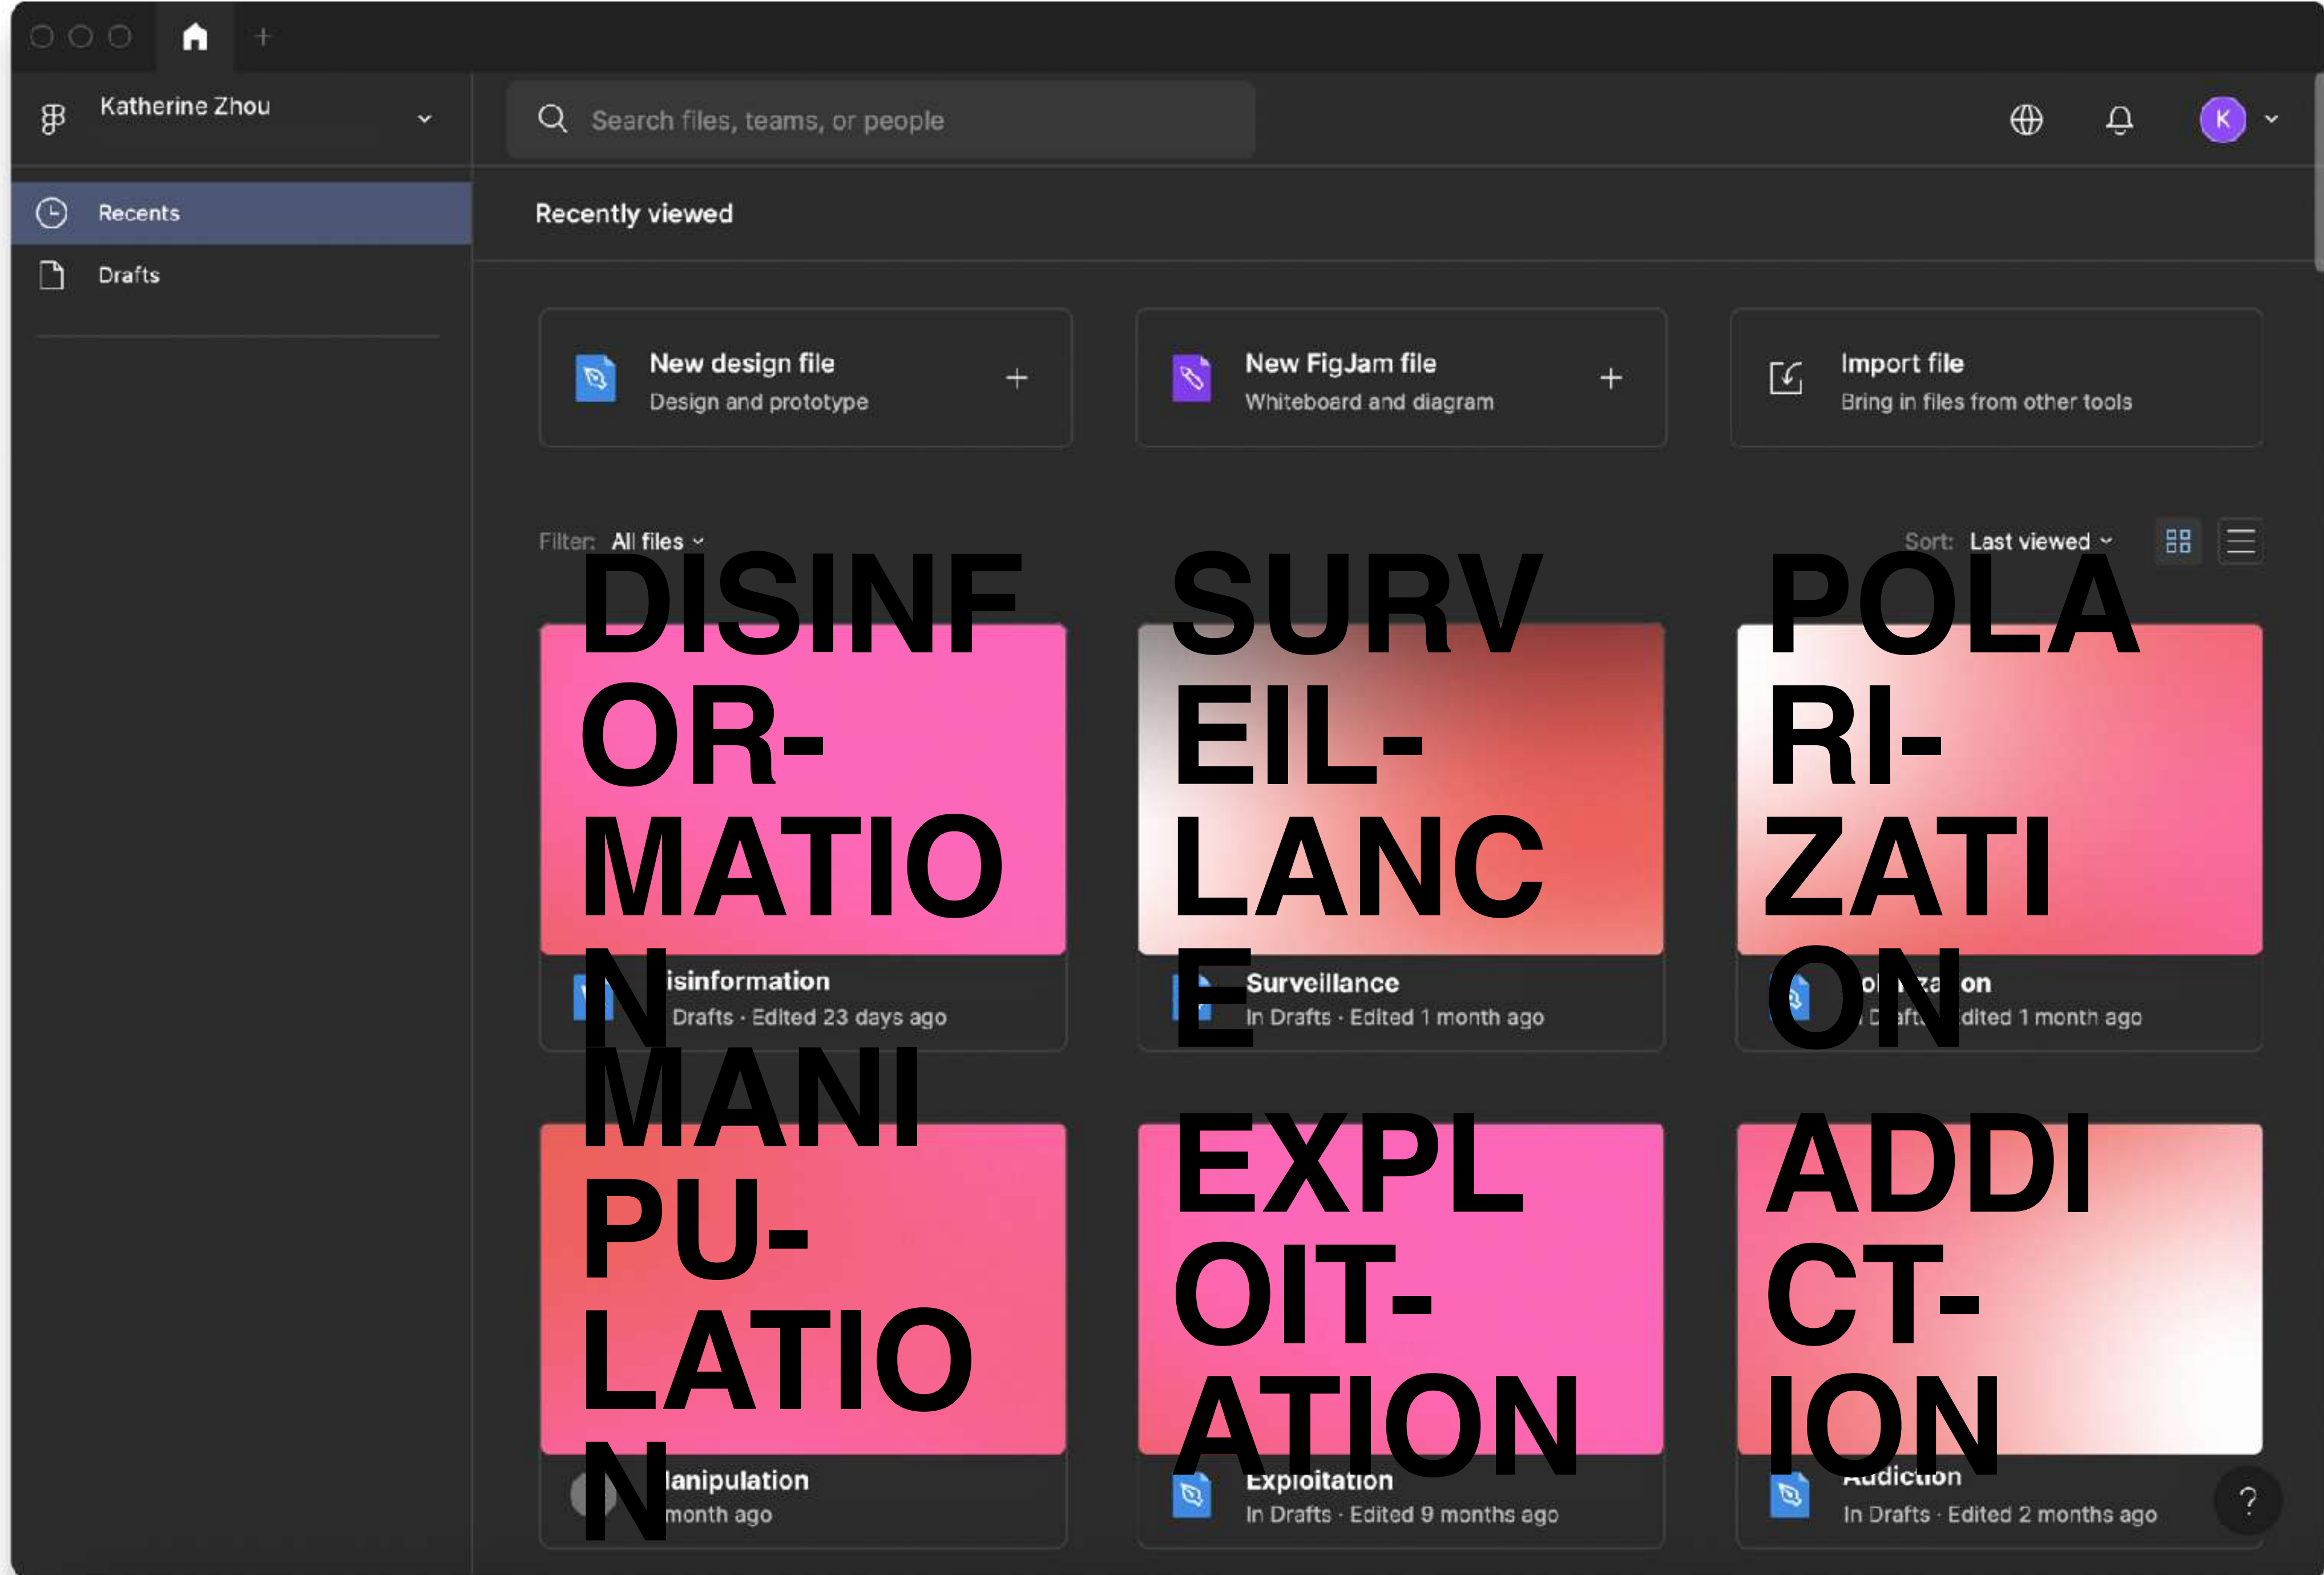 Katherine Zhou
Search files, teams, or people
K
Recents
Recently viewed
Drafts
New design file
Design and prototype
New FigJam file
Whiteboard and diagram
Import file
Bring in files from other tools
Filter: All files
Sort: Last viewed
DISINF
OR-
MATIO
N
SURV
EIL-
LANC
E
POLA
RI-
ZATI
ON
isinformation
Drafts · Edited 23 days ago
Surveillance
In Drafts · Edited 1 month ago
on
dited 1 month ago
MANI
PU-
LATIO
N
EXPL
OIT-
ATION
ADDI
CT-
ION
anipulation
month ago
Exploitation
In Drafts · Edited 9 months ago
Addiction
In Drafts · Edited 2 months ago
?